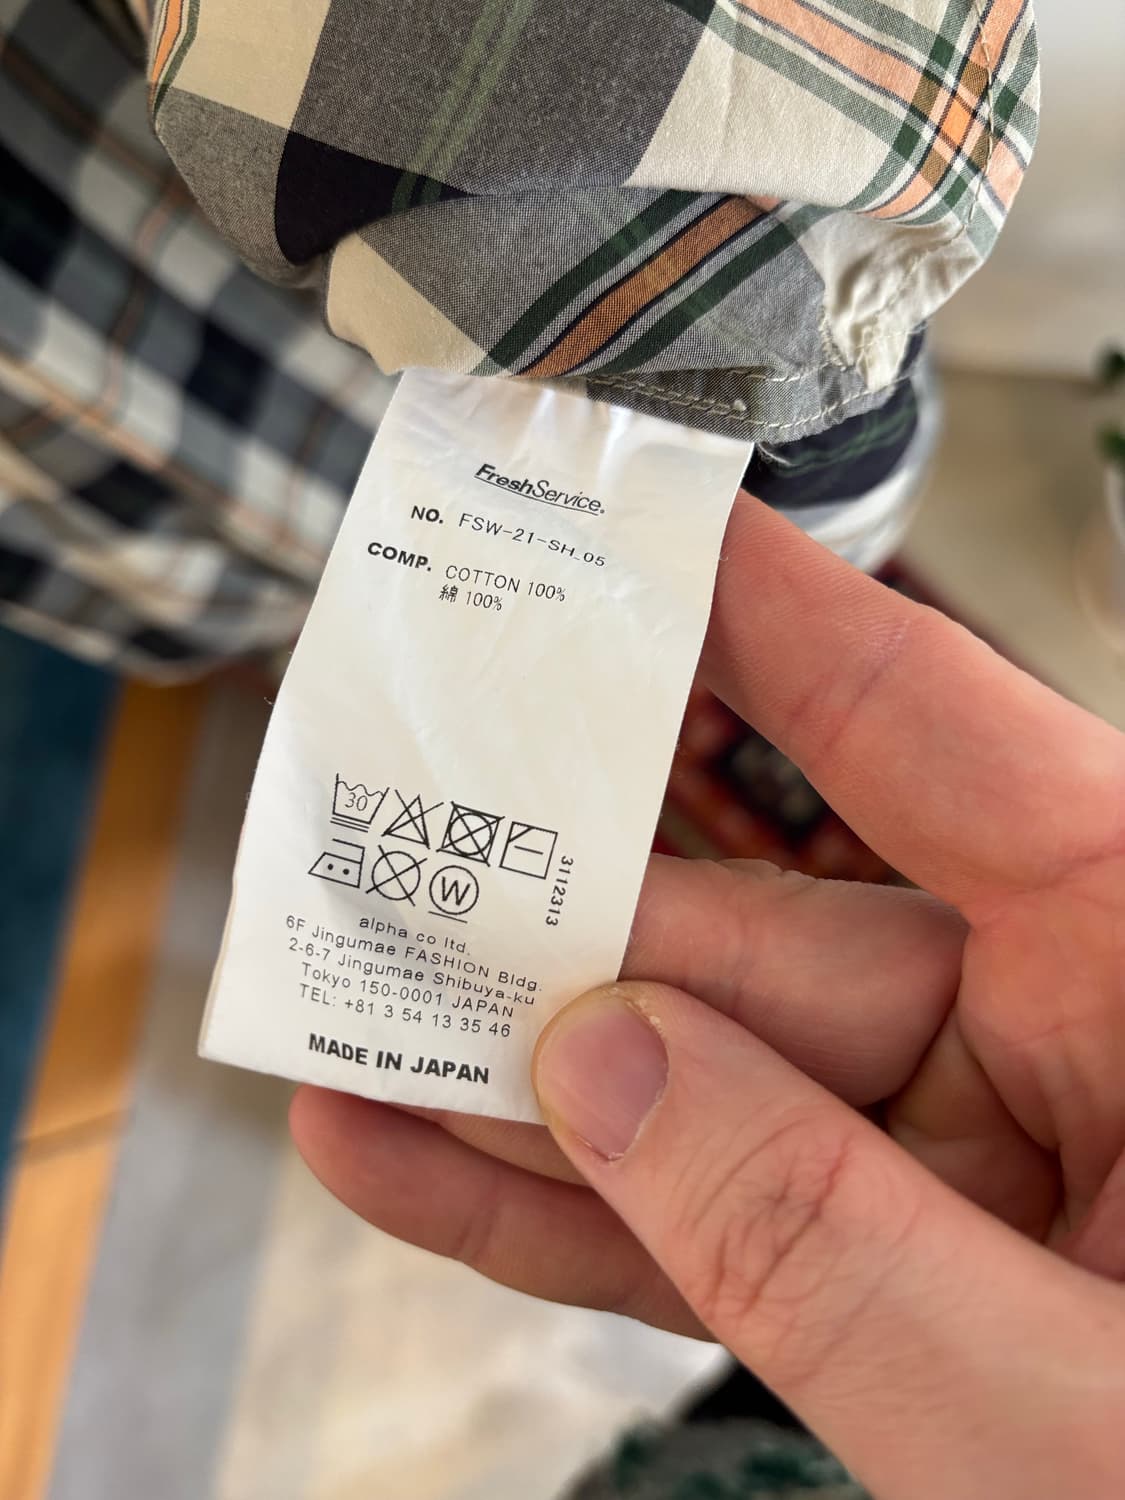 FreshService.
NO. FSW-21-SH_05
COMP. COTTON 100%
綿 100%
30
W
3112313
alpha co ltd.
6F Jingumae FASHION Bldg.
2-6-7 Jingumae Shibuya-ku
Tokyo 150-0001 JAPAN
TEL: +81 3 54 13 35 46
MADE IN JAPAN